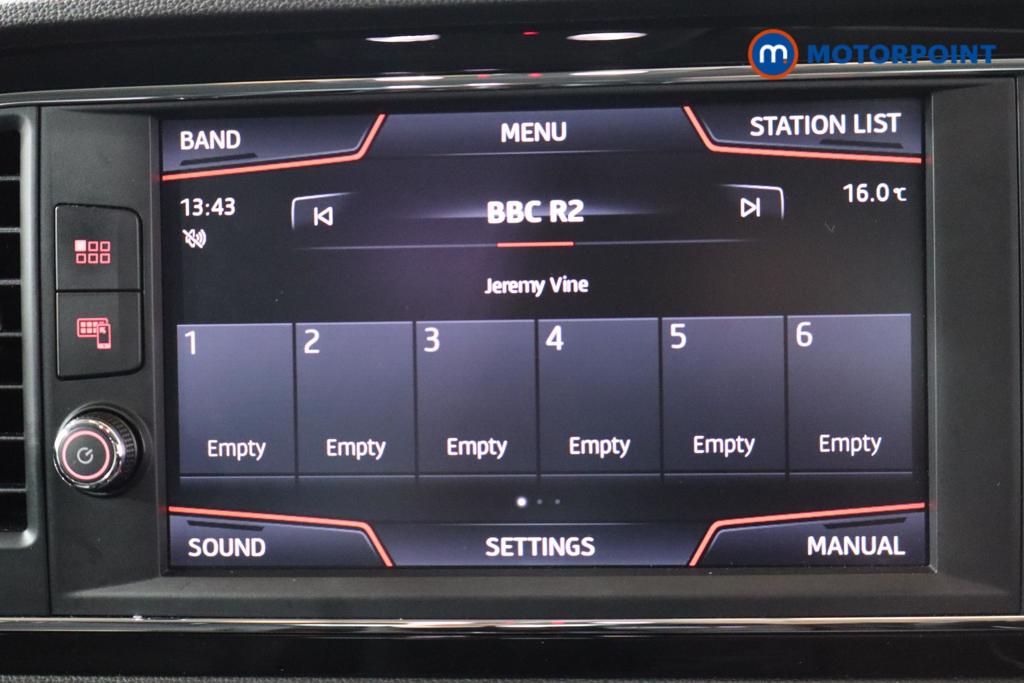 m MOTORPOINT
BAND MENU STATION LIST
13:43 BBC R2 16.0°C
Jeremy Vine
1 2 3 4 5 6
Empty Empty Empty Empty Empty Empty
SOUND SETTINGS MANUAL